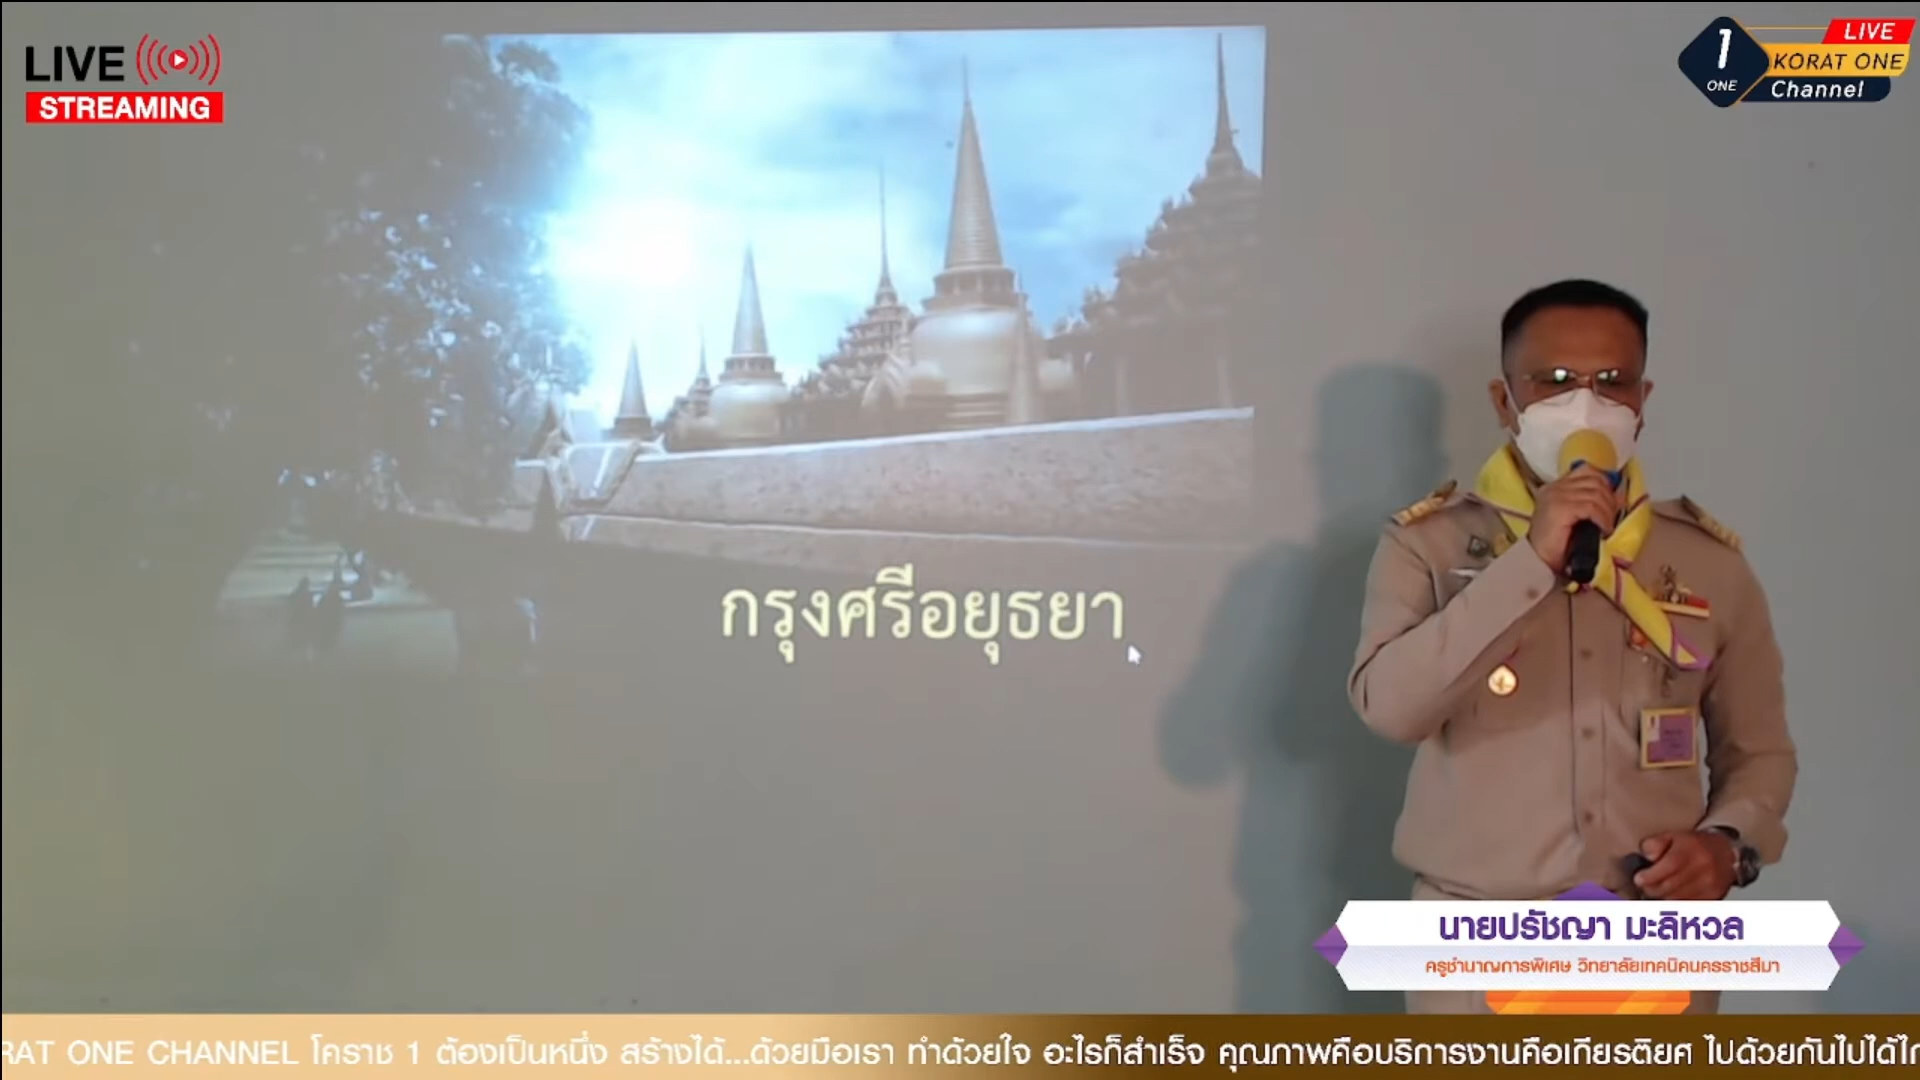 LIVE
STREAMING
1
ONE
LIVE
KORAT ONE
Channel
กรุงศรีอยุธยา
นายปรัชญา มะลิหวล
ครูชำนาญการพิเศษ วิทยาลัยเทคนิคนครราชสีมา
RAT ONE CHANNEL โคราช 1 ต้องเป็นหนึ่ง สร้างได้...ด้วยมือเรา ทำด้วยใจ อะไรก็สำเร็จ คุณภาพคือบริการงานคือเกียรติยศ ไปด้วยกันไปได้ไก